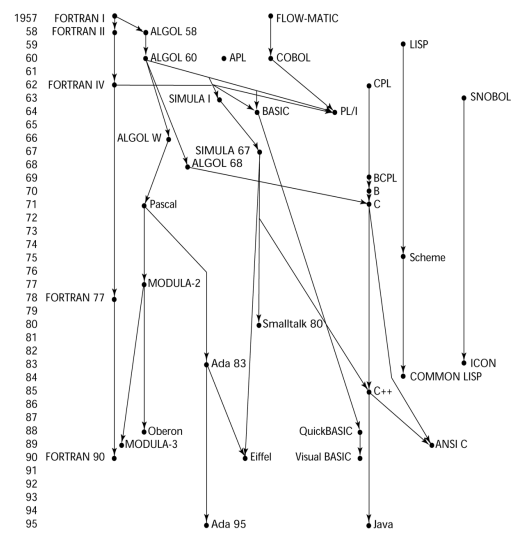 1957 FORTRAN I FLOW-MATIC
58 FORTRAN II ALGOL 58
59 LISP
60 ALGOL 60 APL COBOL
61
62 FORTRAN IV CPL
63 SIMULA I SNOBOL
64 BASIC PL/I
65
66 ALGOL W
67 SIMULA 67
68 ALGOL 68
69 BCPL
70 B
71 Pascal C
72
73
74
75 Scheme
76
77 MODULA-2
78 FORTRAN 77
79
80 Smalltalk 80
81
82
83 Ada 83 ICON
84 COMMON LISP
85 C++
86
87
88 Oberon QuickBASIC
89 MODULA-3 ANSI C
90 FORTRAN 90 Eiffel Visual BASIC
91
92
93
94
95 Ada 95 Java